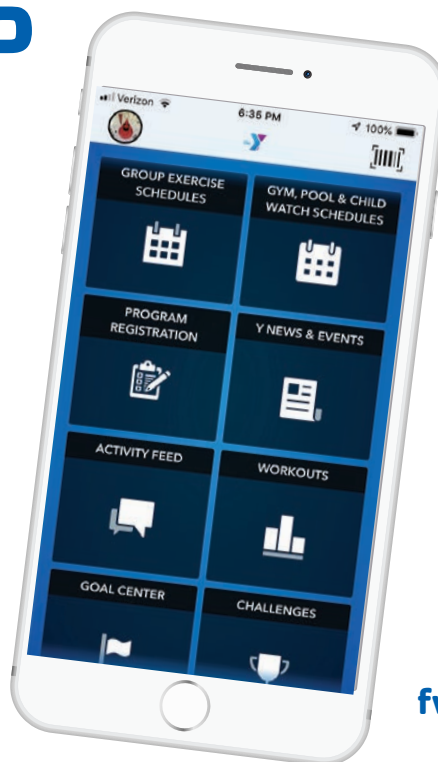 P
Verizon
6:35 PM
100%
GROUP EXERCISE
SCHEDULES
GYM, POOL & CHILD
WATCH SCHEDULES
PROGRAM
REGISTRATION
Y NEWS & EVENTS
ACTIVITY FEED
WORKOUTS
GOAL CENTER
CHALLENGES